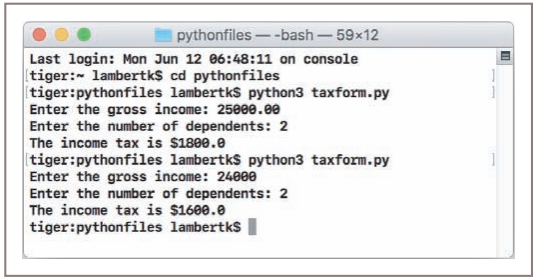 pythonfiles — -bash — 59×12
Last login: Mon Jun 12 06:48:11 on console
[tiger:~ lambertk$ cd pythonfiles ]
[tiger:pythonfiles lambertk$ python3 taxform.py ]
Enter the gross income: 25000.00
Enter the number of dependents: 2
The income tax is $1800.0
[tiger:pythonfiles lambertk$ python3 taxform.py ]
Enter the gross income: 24000
Enter the number of dependents: 2
The income tax is $1600.0
tiger:pythonfiles lambertk$